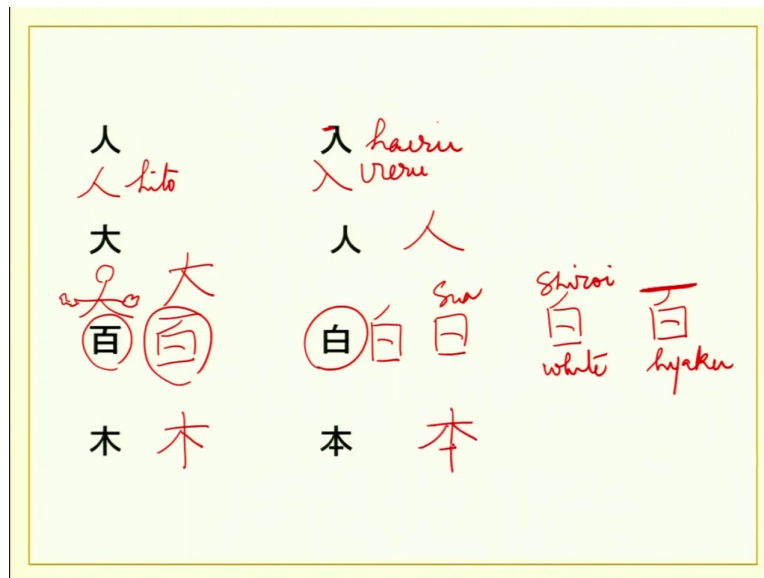 人 入 hairu
人 hito 入 ireru
大 人 人
大
百 百 白 白 日 sun 白 shiroi white 百 hyaku
木 木 本 本